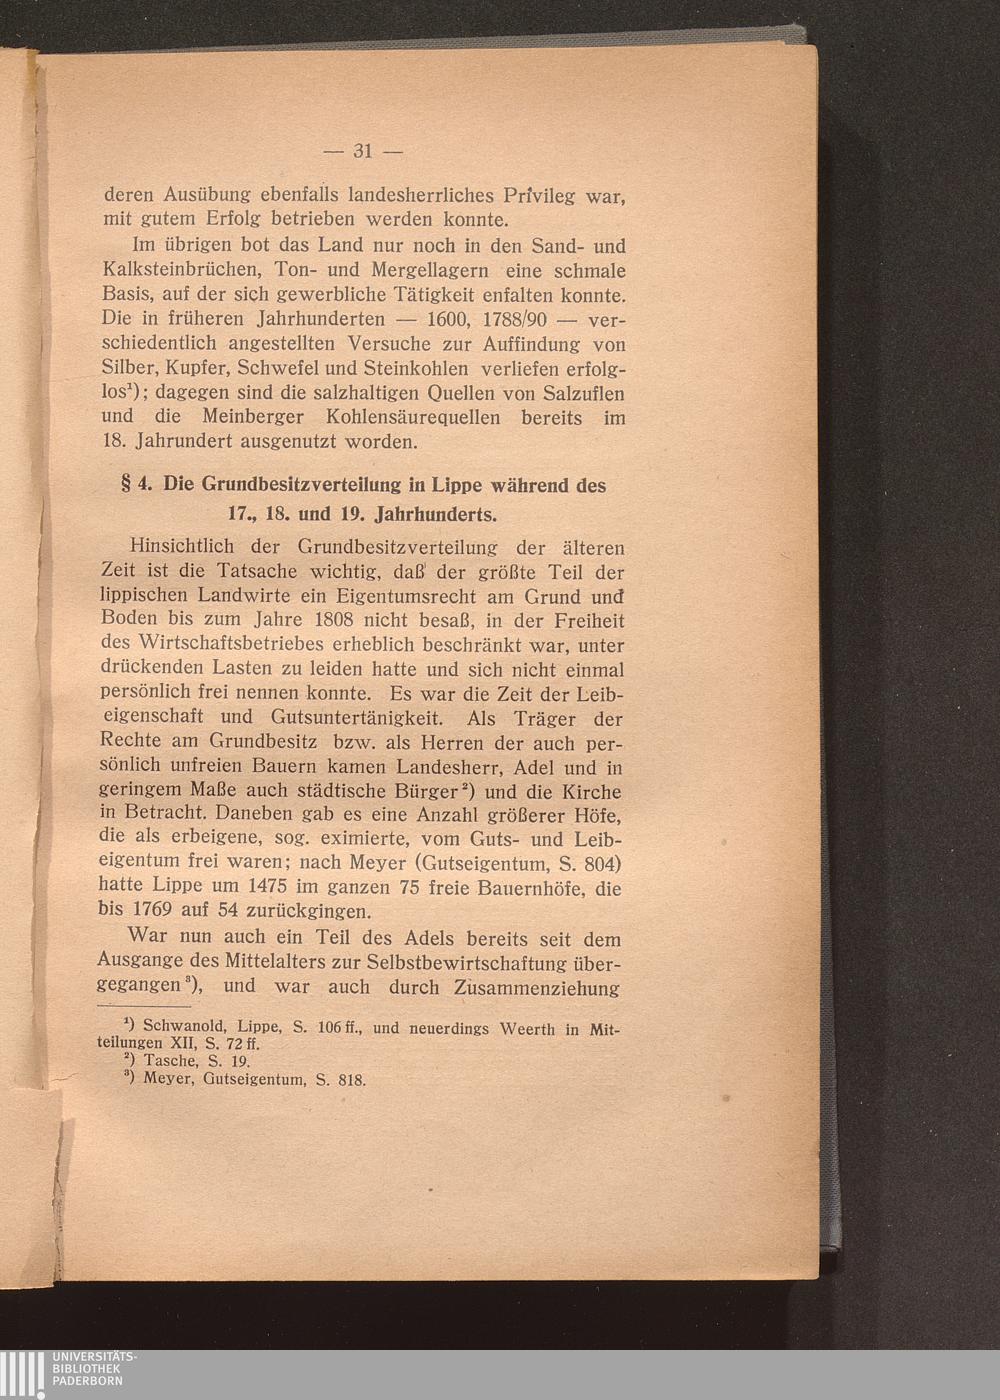 — 31 —
deren Ausübung ebenfalls landesherrliches Privileg war,
mit gutem Erfolg betrieben werden konnte.
Im übrigen bot das Land nur noch in den Sand- und
Kalksteinbrüchen, Ton- und Mergellagern eine schmale
Basis, auf der sich gewerbliche Tätigkeit enfalten konnte.
Die in früheren Jahrhunderten — 1600, 1788/90 — ver-
schiedentlich angestellten Versuche zur Auffindung von
Silber, Kupfer, Schwefel und Steinkohlen verliefen erfolg-
los¹); dagegen sind die salzhaltigen Quellen von Salzuflen
und die Meinberger Kohlensäurequellen bereits im
18. Jahrundert ausgenutzt worden.
§ 4. Die Grundbesitzverteilung in Lippe während des
17., 18. und 19. Jahrhunderts.
Hinsichtlich der Grundbesitzverteilung der älteren
Zeit ist die Tatsache wichtig, daß der größte Teil der
lippischen Landwirte ein Eigentumsrecht am Grund und
Boden bis zum Jahre 1808 nicht besaß, in der Freiheit
des Wirtschaftsbetriebes erheblich beschränkt war, unter
drückenden Lasten zu leiden hatte und sich nicht einmal
persönlich frei nennen konnte. Es war die Zeit der Leib-
eigenschaft und Gutsuntertänigkeit. Als Träger der
Rechte am Grundbesitz bzw. als Herren der auch per-
sönlich unfreien Bauern kamen Landesherr, Adel und in
geringem Maße auch städtische Bürger²) und die Kirche
in Betracht. Daneben gab es eine Anzahl größerer Höfe,
die als erbeigene, sog. eximierte, vom Guts- und Leib-
eigentum frei waren; nach Meyer (Gutseigentum, S. 804)
hatte Lippe um 1475 im ganzen 75 freie Bauernhöfe, die
bis 1769 auf 54 zurückgingen.
War nun auch ein Teil des Adels bereits seit dem
Ausgange des Mittelalters zur Selbstbewirtschaftung über-
gegangen³), und war auch durch Zusammenziehung
¹) Schwanold, Lippe, S. 106 ff., und neuerdings Weerth in Mit-
teilungen XII, S. 72 ff.
²) Tasche, S. 19.
³) Meyer, Gutseigentum, S. 818.
UNIVERSITÄTS-
BIBLIOTHEK
PADERBORN